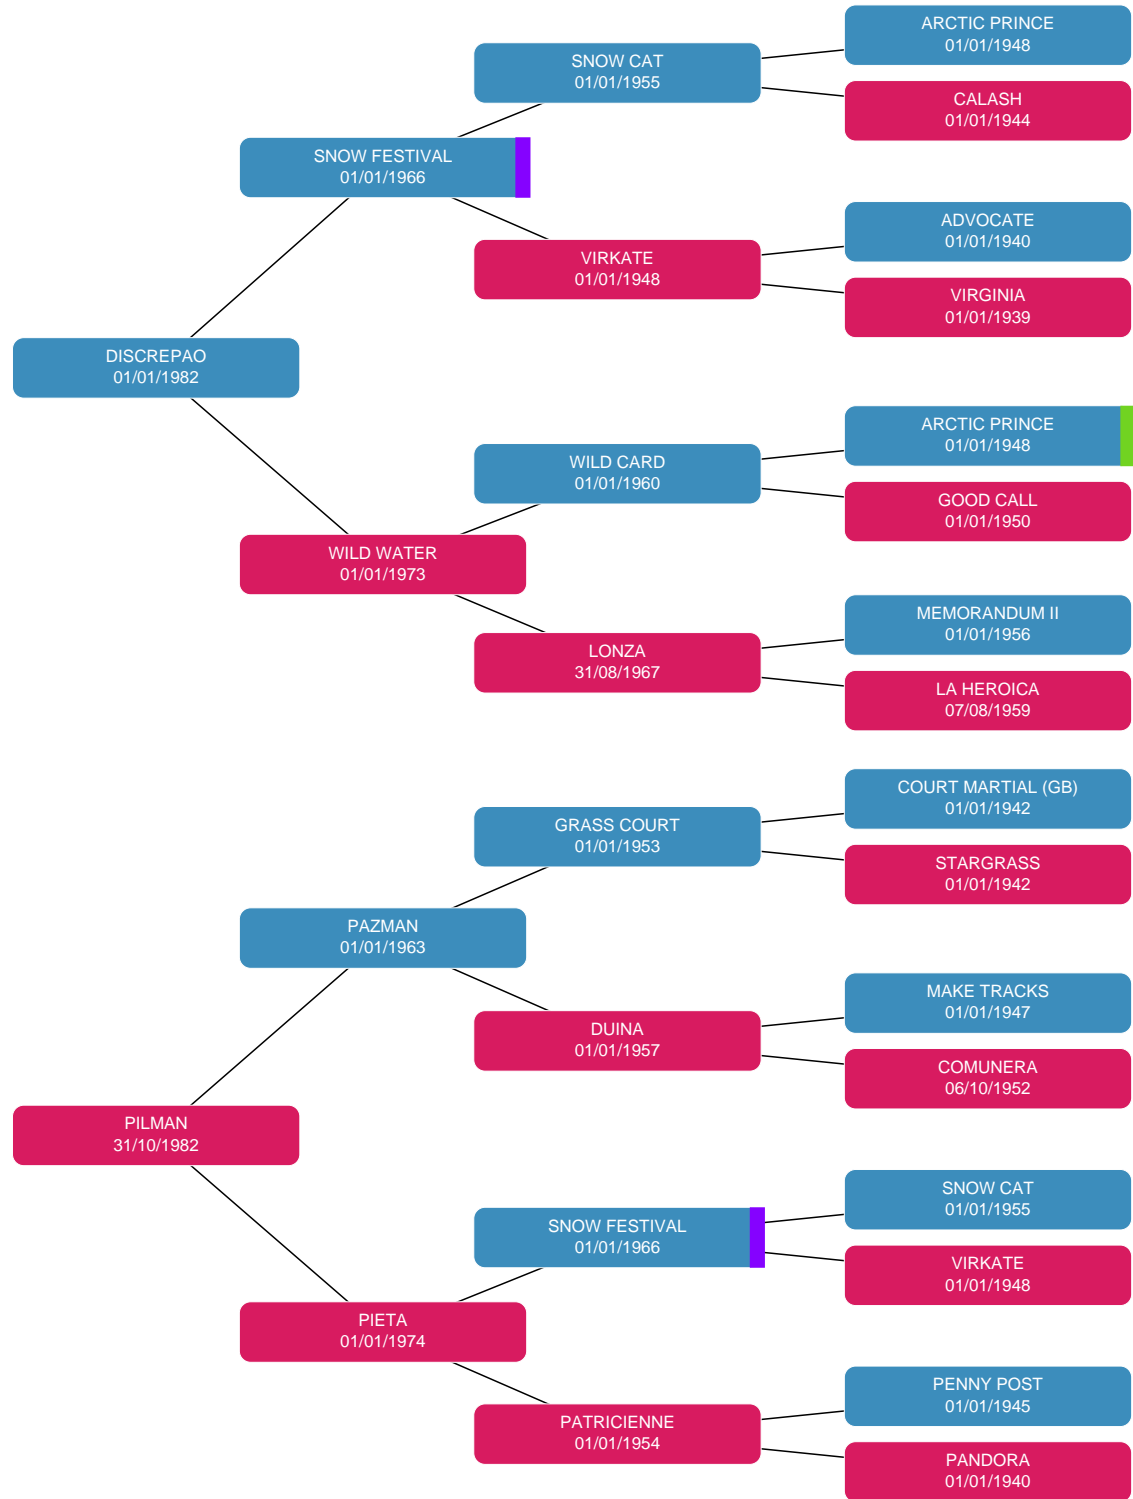 ARCTIC PRINCE
01/01/1948
SNOW CAT
01/01/1955
CALASH
01/01/1944
SNOW FESTIVAL
01/01/1966
ADVOCATE
01/01/1940
VIRKATE
01/01/1948
VIRGINIA
01/01/1939
DISCREPAO
01/01/1982
ARCTIC PRINCE
01/01/1948
WILD CARD
01/01/1960
GOOD CALL
01/01/1950
WILD WATER
01/01/1973
MEMORANDUM II
01/01/1956
LONZA
31/08/1967
LA HEROICA
07/08/1959
COURT MARTIAL (GB)
01/01/1942
GRASS COURT
01/01/1953
STARGRASS
01/01/1942
PAZMAN
01/01/1963
MAKE TRACKS
01/01/1947
DUINA
01/01/1957
COMUNERA
06/10/1952
PILMAN
31/10/1982
SNOW CAT
01/01/1955
SNOW FESTIVAL
01/01/1966
VIRKATE
01/01/1948
PIETA
01/01/1974
PENNY POST
01/01/1945
PATRICIENNE
01/01/1954
PANDORA
01/01/1940